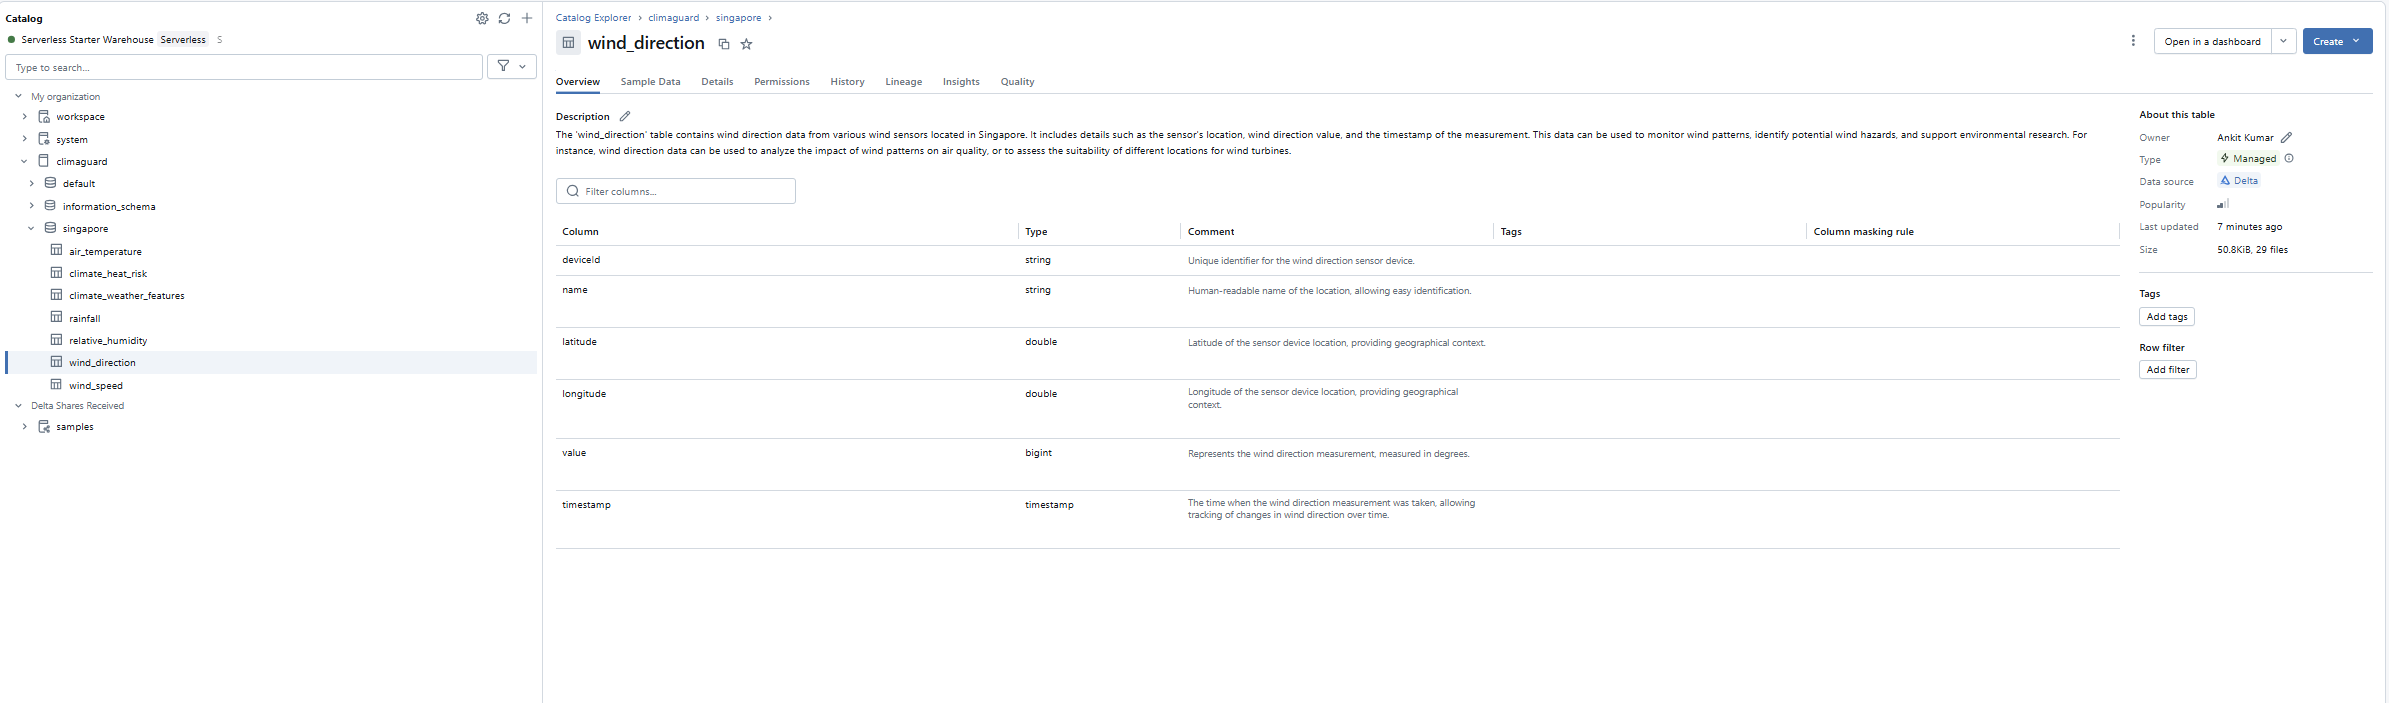 Catalog
Serverless Starter Warehouse Serverless S
Type to search...
My organization
workspace
system
climaguard
default
information_schema
singapore
air_temperature
climate_heat_risk
climate_weather_features
rainfall
relative_humidity
wind_direction
wind_speed
Delta Shares Received
samples
Catalog Explorer > climaguard > singapore >
wind_direction
Open in a dashboard
Create
Overview Sample Data Details Permissions History Lineage Insights Quality
Description
The 'wind_direction' table contains wind direction data from various wind sensors located in Singapore. It includes details such as the sensor's location, wind direction value, and the timestamp of the measurement. This data can be used to monitor wind patterns, identify potential wind hazards, and support environmental research. For
instance, wind direction data can be used to analyze the impact of wind patterns on air quality, or to assess the suitability of different locations for wind turbines.
Filter columns...
Column Type Comment Tags Column masking rule
deviceId string Unique identifier for the wind direction sensor device.
name string Human-readable name of the location, allowing easy identification.
latitude double Latitude of the sensor device location, providing geographical context.
longitude double Longitude of the sensor device location, providing geographical
context.
value bigint Represents the wind direction measurement, measured in degrees.
timestamp timestamp The time when the wind direction measurement was taken, allowing
tracking of changes in wind direction over time.
About this table
Owner Ankit Kumar
Type Managed
Data source Delta
Popularity
Last updated 7 minutes ago
Size 50.8KiB, 29 files
Tags
Add tags
Row filter
Add filter